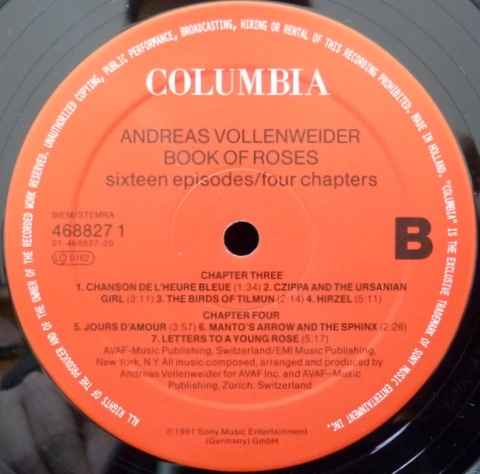 ALL RIGHTS OF THE PRODUCER AND OF THE OWNER OF THE RECORDED WORK RESERVED. UNAUTHORIZED COPYING, PUBLIC PERFORMANCE, BROADCASTING, HIRING OR RENTAL OF THIS RECORDING PROHIBITED. MADE IN HOLLAND. "COLUMBIA" IS THE EXCLUSIVE TRADEMARK OF SONY MUSIC ENTERTAINMENT INC.
COLUMBIA
ANDREAS VOLLENWEIDER
BOOK OF ROSES
sixteen episodes/four chapters
BIEM/STEMRA
468827 1
01-468827-20
LC 0162
B
CHAPTER THREE
1. CHANSON DE L'HEURE BLEUE (1:34) 2. CZIPPA AND THE URSANIAN
GIRL (3:11) 3. THE BIRDS OF TILMUN (2:14) 4. HIRZEL (5:11)
CHAPTER FOUR
5. JOURS D'AMOUR (3:57) 6. MANTO'S ARROW AND THE SPHINX (2:26)
7. LETTERS TO A YOUNG ROSE (5:17)
AVAF-Music Publishing, Switzerland/EMI Music Publishing,
New York, N.Y. All music composed, arranged and produced by
Andreas Vollenweider for AVAF Inc. and AVAF-Music
Publishing, Zürich, Switzerland
℗ 1991 Sony Music Entertainment
(Germany) GmbH